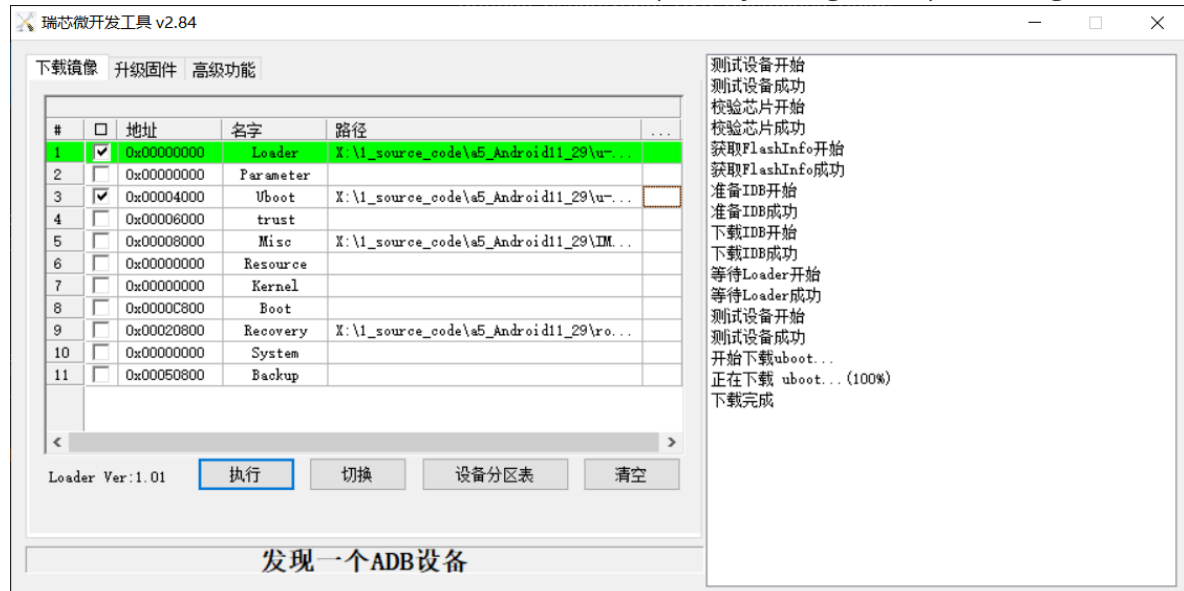 瑞芯微开发工具 v2.84
下载镜像 升级固件 高级功能
# 地址 名字 路径 ...
1 0x00000000 Loader X:\1_source_code\a5_Android11_29\u-...
2 0x00000000 Parameter
3 0x00004000 Uboot X:\1_source_code\a5_Android11_29\u-...
4 0x00006000 trust
5 0x00008000 Misc X:\1_source_code\a5_Android11_29\IM...
6 0x00000000 Resource
7 0x00000000 Kernel
8 0x0000C800 Boot
9 0x00020800 Recovery X:\1_source_code\a5_Android11_29\ro...
10 0x00000000 System
11 0x00050800 Backup
Loader Ver:1.01 执行 切换 设备分区表 清空
发现一个ADB设备
测试设备开始
测试设备成功
校验芯片开始
校验芯片成功
获取FlashInfo开始
获取FlashInfo成功
准备IDB开始
准备IDB成功
下载IDB开始
下载IDB成功
等待Loader开始
等待Loader成功
测试设备开始
测试设备成功
开始下载uboot...
正在下载 uboot...(100%)
下载完成